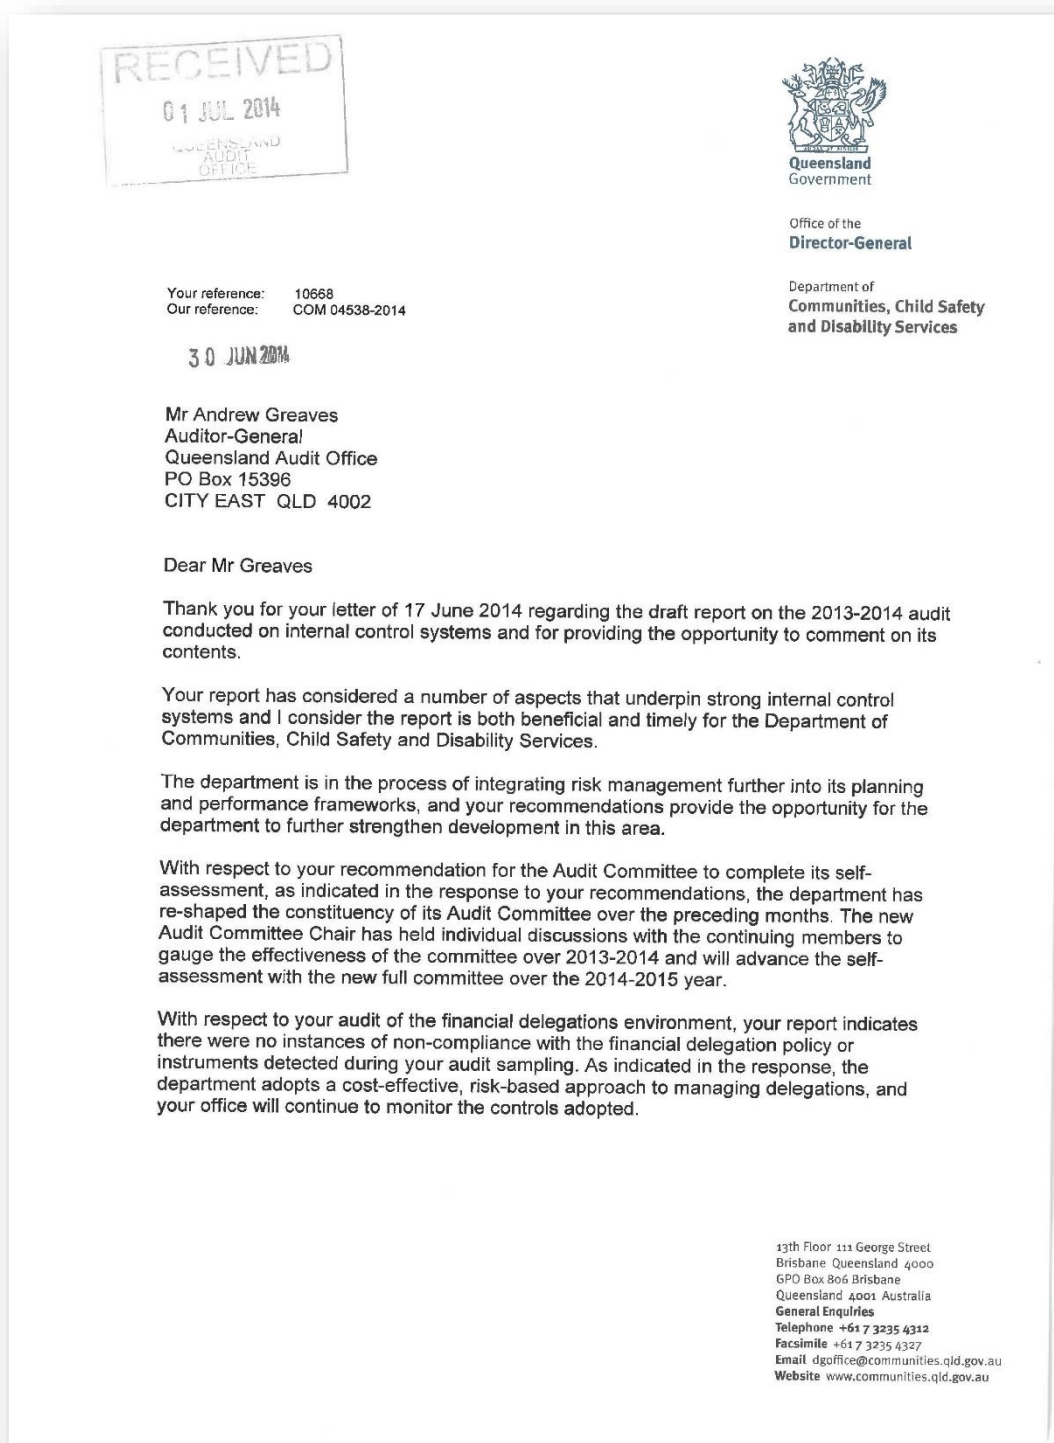 RECEIVED
01 JUL 2014
QUEENSLAND
AUDIT
OFFICE
Queensland
Government
Office of the
Director-General
Department of
Communities, Child Safety
and Disability Services
Your reference: 10668
Our reference: COM 04538-2014
30 JUN 2014
Mr Andrew Greaves
Auditor-General
Queensland Audit Office
PO Box 15396
CITY EAST QLD 4002
Dear Mr Greaves
Thank you for your letter of 17 June 2014 regarding the draft report on the 2013-2014 audit
conducted on internal control systems and for providing the opportunity to comment on its
contents.
Your report has considered a number of aspects that underpin strong internal control
systems and I consider the report is both beneficial and timely for the Department of
Communities, Child Safety and Disability Services.
The department is in the process of integrating risk management further into its planning
and performance frameworks, and your recommendations provide the opportunity for the
department to further strengthen development in this area.
With respect to your recommendation for the Audit Committee to complete its self-
assessment, as indicated in the response to your recommendations, the department has
re-shaped the constituency of its Audit Committee over the preceding months. The new
Audit Committee Chair has held individual discussions with the continuing members to
gauge the effectiveness of the committee over 2013-2014 and will advance the self-
assessment with the new full committee over the 2014-2015 year.
With respect to your audit of the financial delegations environment, your report indicates
there were no instances of non-compliance with the financial delegation policy or
instruments detected during your audit sampling. As indicated in the response, the
department adopts a cost-effective, risk-based approach to managing delegations, and
your office will continue to monitor the controls adopted.
13th Floor 111 George Street
Brisbane Queensland 4000
GPO Box 806 Brisbane
Queensland 4001 Australia
General Enquiries
Telephone +61 7 3235 4312
Facsimile +61 7 3235 4327
Email dgoffice@communities.qld.gov.au
Website www.communities.qld.gov.au